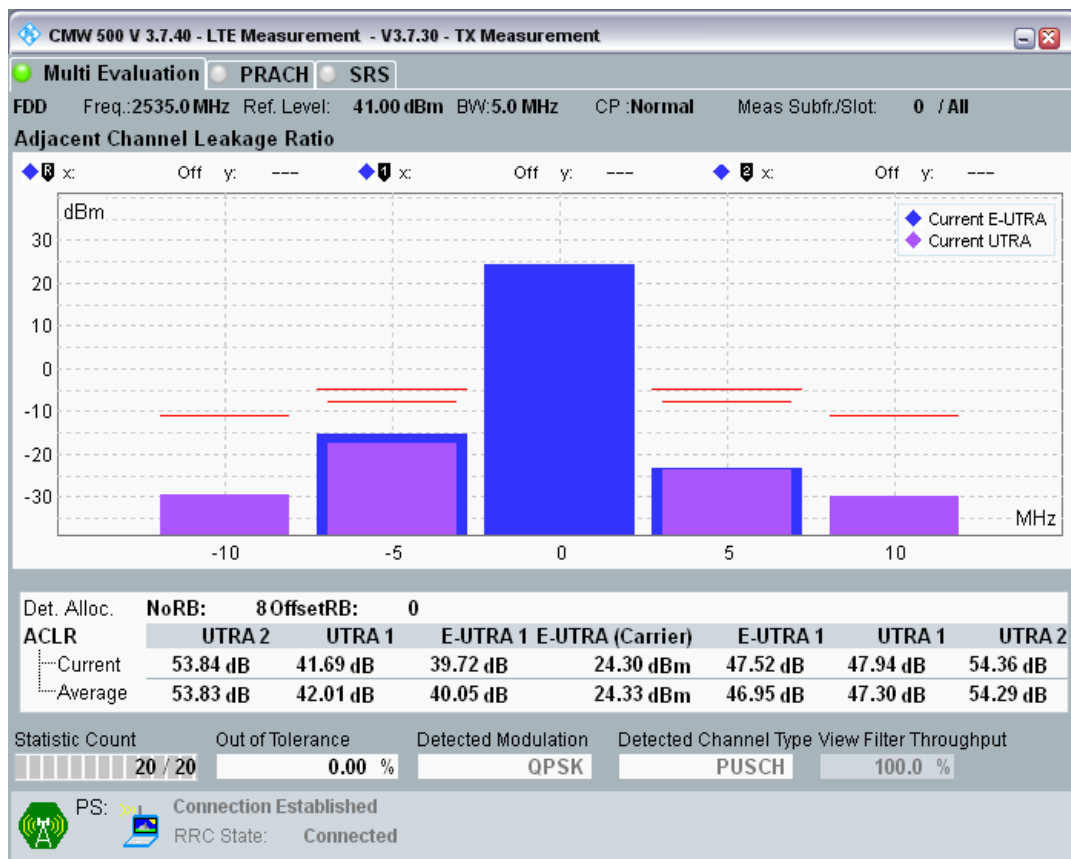 CMW 500 V 3.7.40 - LTE Measurement - V3.7.30 - TX Measurement
Multi Evaluation PRACH SRS
FDD Freq.:2535.0 MHz Ref. Level: 41.00 dBm BW:5.0 MHz CP :Normal Meas Subfr./Slot: 0 / All
Adjacent Channel Leakage Ratio
R x: Off y: --- 1 x: Off y: --- 2 x: Off y: ---
dBm
Current E-UTRA
Current UTRA
30
20
10
0
-10
-20
-30
MHz
-10 -5 0 5 10
Det. Alloc. NoRB: 8 OffsetRB: 0
ACLR UTRA 2 UTRA 1 E-UTRA 1 E-UTRA (Carrier) E-UTRA 1 UTRA 1 UTRA 2
Current 53.84 dB 41.69 dB 39.72 dB 24.30 dBm 47.52 dB 47.94 dB 54.36 dB
Average 53.83 dB 42.01 dB 40.05 dB 24.33 dBm 46.95 dB 47.30 dB 54.29 dB
Statistic Count Out of Tolerance Detected Modulation Detected Channel Type View Filter Throughput
20 / 20 0.00 % QPSK PUSCH 100.0 %
PS: Connection Established
RRC State: Connected